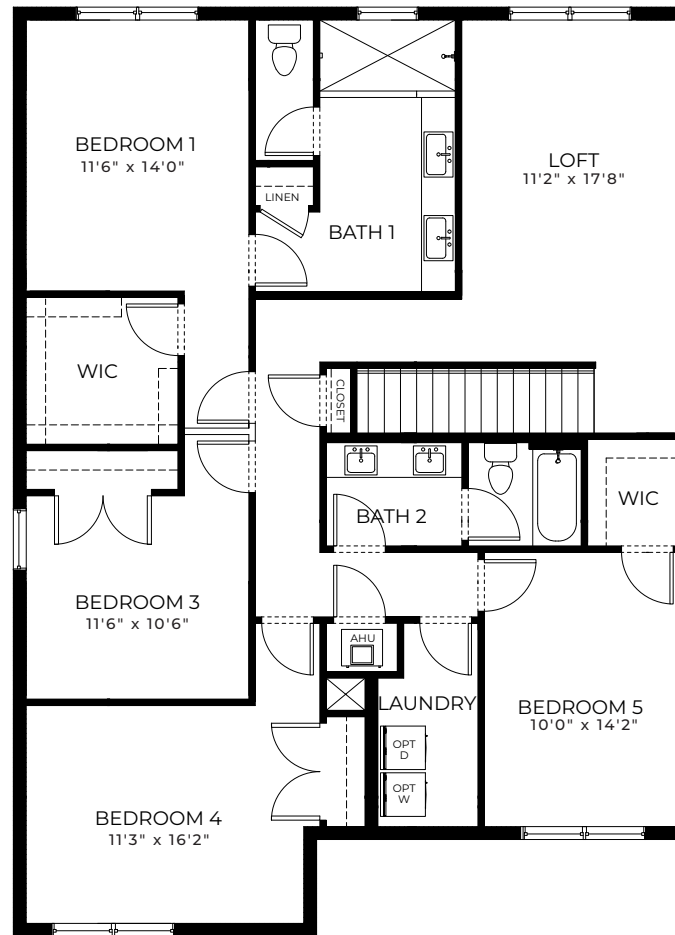 BEDROOM 1
11'6" x 14'0"
LOFT
11'2" x 17'8"
LINEN
BATH 1
WIC
CLOSET
WIC
BATH 2
BEDROOM 3
11'6" x 10'6"
AHU
LAUNDRY
BEDROOM 5
10'0" x 14'2"
OPT
D
OPT
W
BEDROOM 4
11'3" x 16'2"